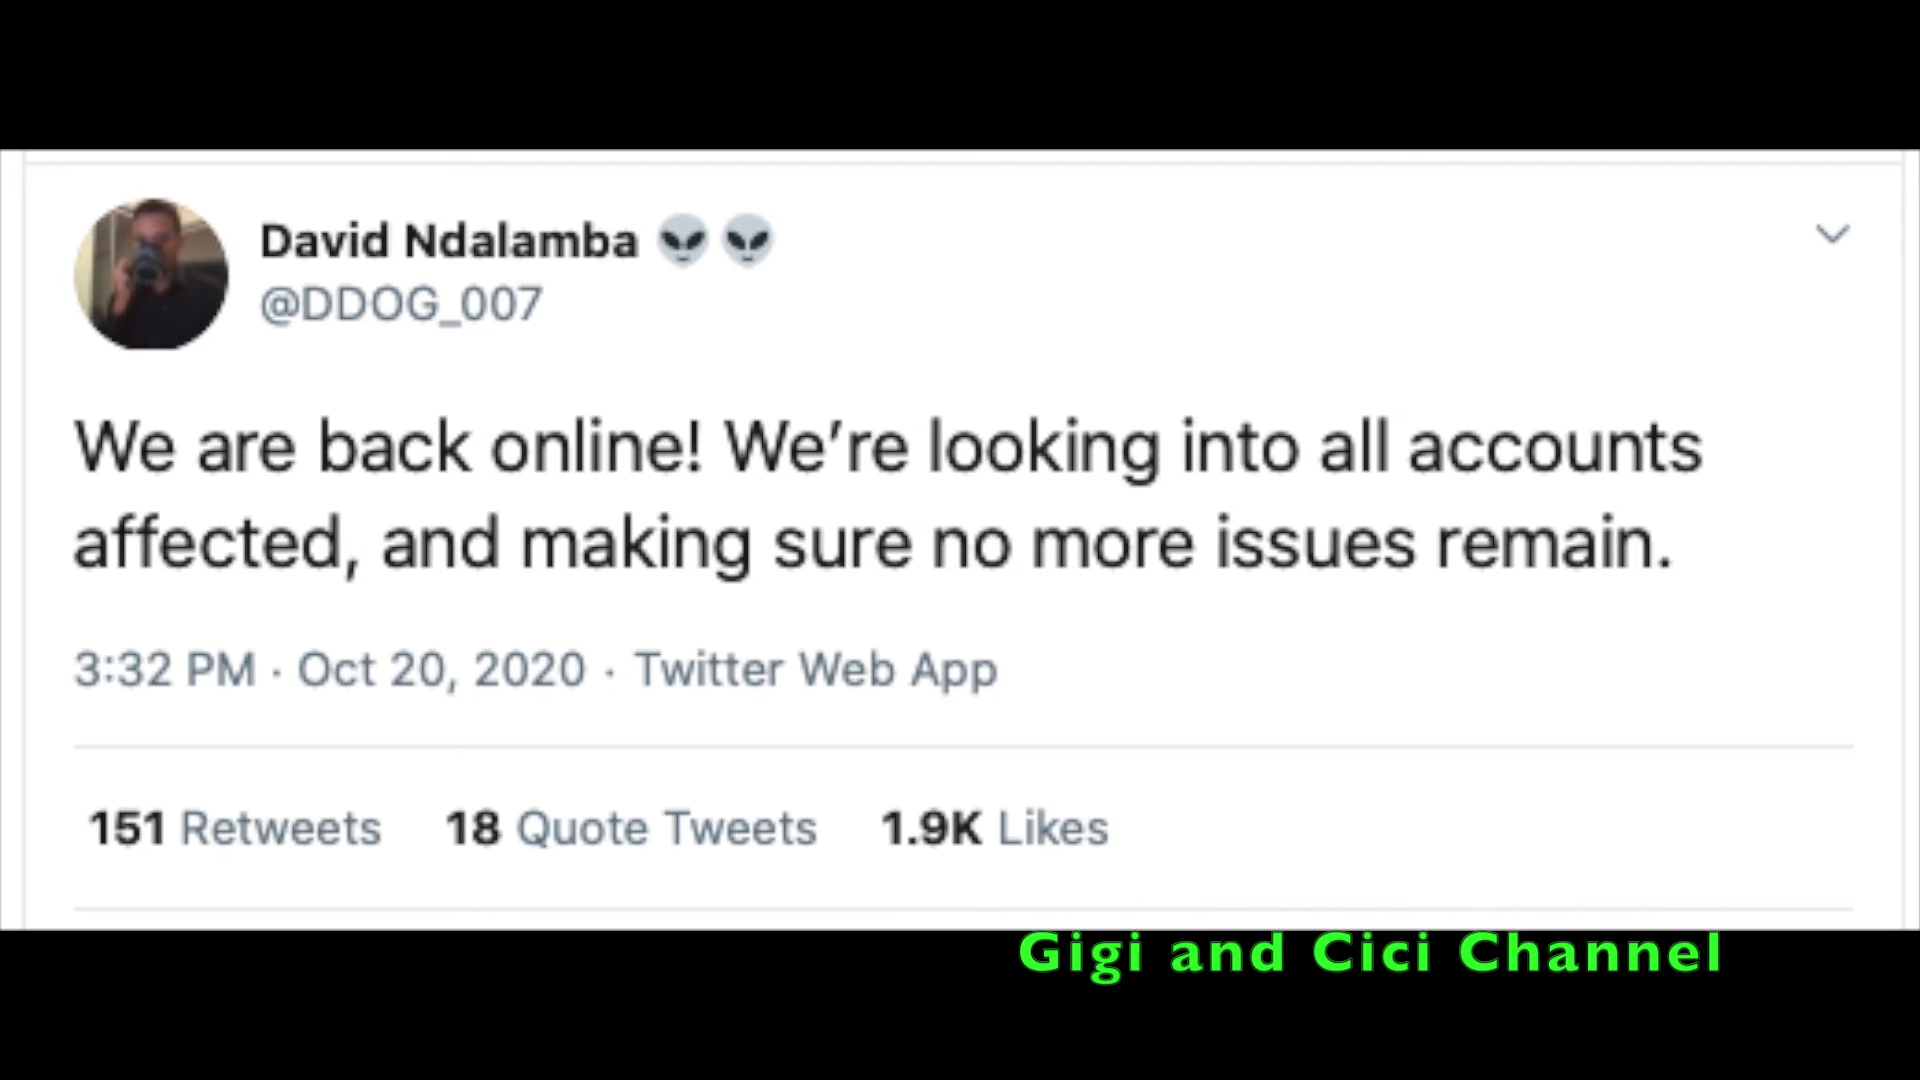 David Ndalamba 👽👽
@DDOG_007
We are back online! We’re looking into all accounts
affected, and making sure no more issues remain.
3:32 PM · Oct 20, 2020 · Twitter Web App
151 Retweets 18 Quote Tweets 1.9K Likes
Gigi and Cici Channel